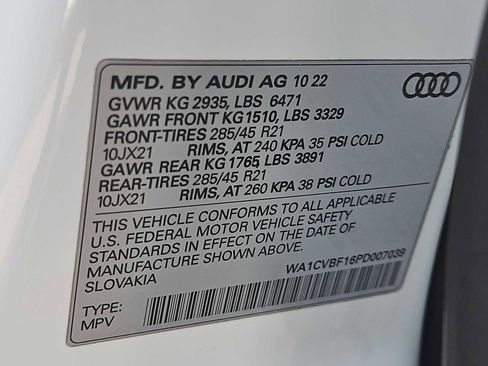 MFD. BY AUDI AG 10 22
GVWR KG 2935, LBS 6471
GAWR FRONT KG1510, LBS 3329
FRONT-TIRES 285/45 R21
10JX21 RIMS, AT 240 KPA 35 PSI COLD
GAWR REAR KG 1765, LBS 3891
REAR-TIRES 285/45 R21
10JX21 RIMS, AT 260 KPA 38 PSI COLD
THIS VEHICLE CONFORMS TO ALL APPLICABLE
U.S. FEDERAL MOTOR VEHICLE SAFETY
STANDARDS IN EFFECT ON THE DATE OF
MANUFACTURE SHOWN ABOVE.
SLOVAKIA
WA1CVBF16PD007039
TYPE:
MPV